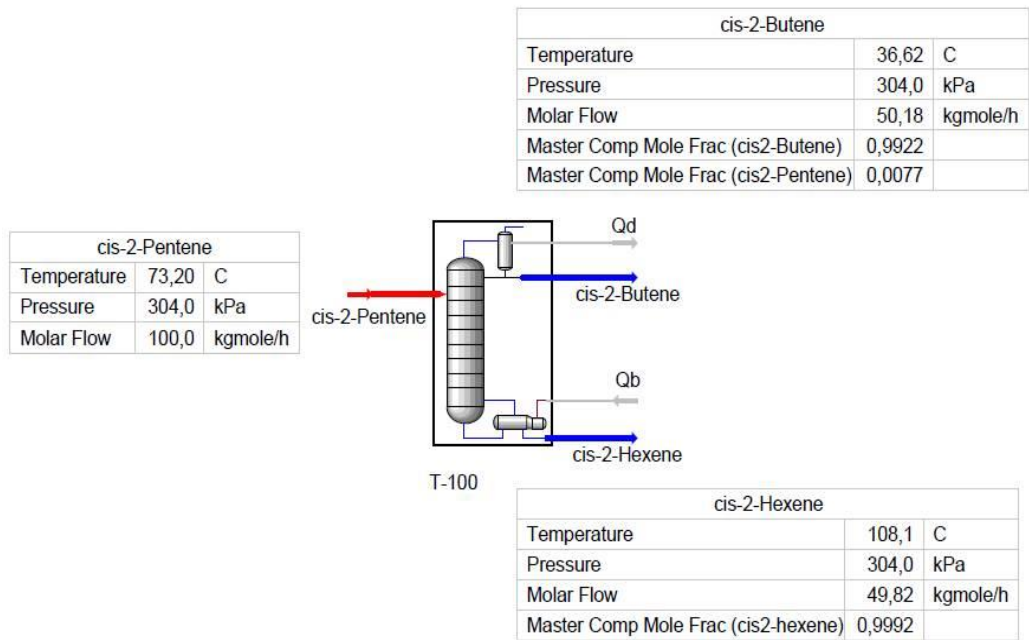 cis-2-Butene
Temperature 36,62 C
Pressure 304,0 kPa
Molar Flow 50,18 kgmole/h
Master Comp Mole Frac (cis2-Butene) 0,9922
Master Comp Mole Frac (cis2-Pentene) 0,0077
cis-2-Pentene
Temperature 73,20 C
Pressure 304,0 kPa
Molar Flow 100,0 kgmole/h
cis-2-Pentene
Qd
cis-2-Butene
Qb
cis-2-Hexene
T-100
cis-2-Hexene
Temperature 108,1 C
Pressure 304,0 kPa
Molar Flow 49,82 kgmole/h
Master Comp Mole Frac (cis2-hexene) 0,9992